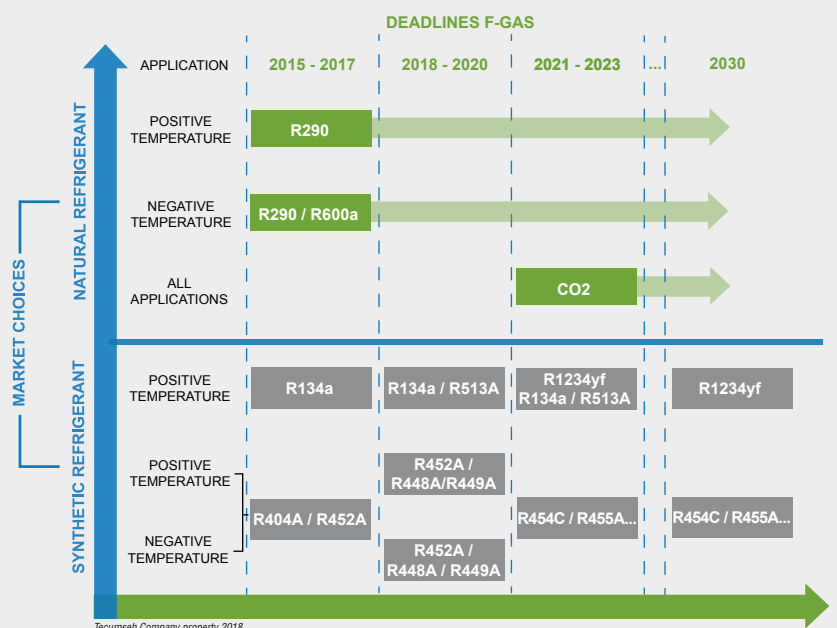 DEADLINES F-GAS
APPLICATION
2015 - 2017
2018 - 2020
2021 - 2023
...
2030
MARKET CHOICES
NATURAL REFRIGERANT
POSITIVE
TEMPERATURE
R290
NEGATIVE
TEMPERATURE
R290 / R600a
ALL
APPLICATIONS
CO2
SYNTHETIC REFRIGERANT
POSITIVE
TEMPERATURE
R134a
R134a / R513A
R1234yf
R134a / R513A
R1234yf
POSITIVE
TEMPERATURE
NEGATIVE
TEMPERATURE
R404A / R452A
R452A /
R448A/R449A
R452A /
R448A / R449A
R454C / R455A...
R454C / R455A...
Tecumseh Company property 2018